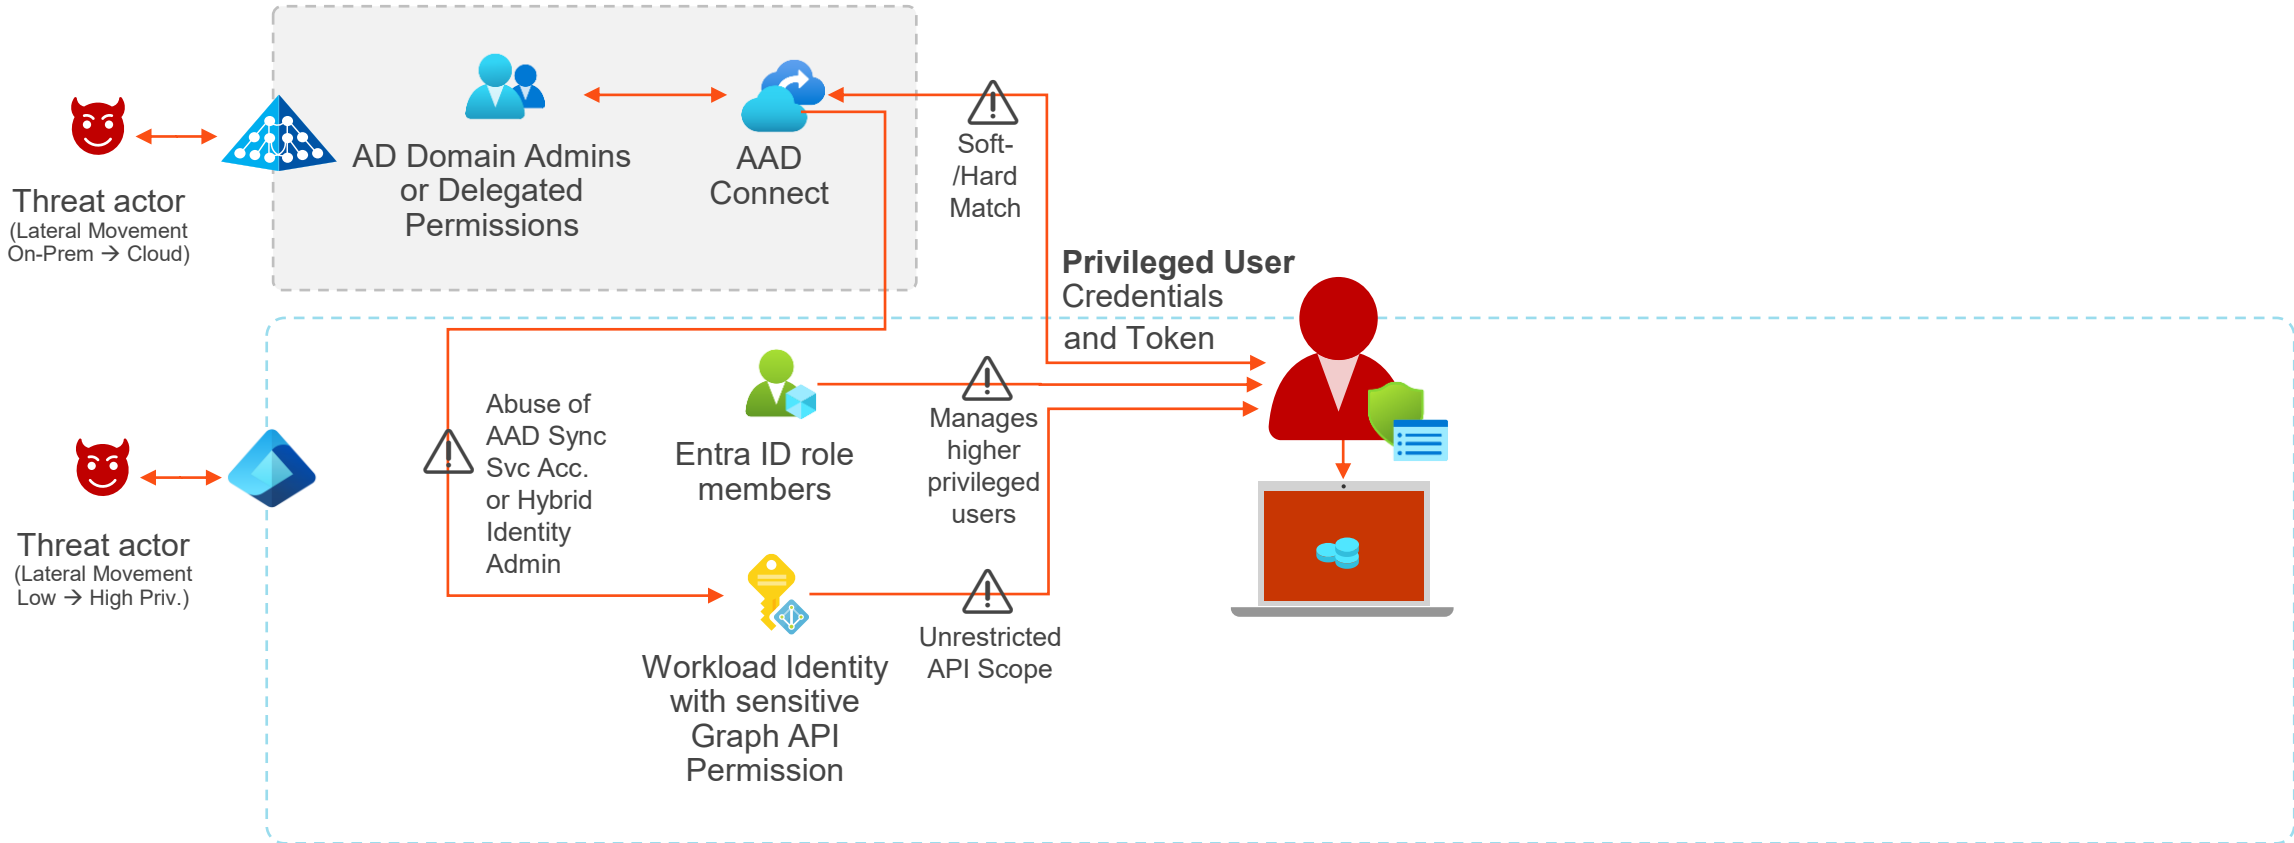 Threat actor
(Lateral Movement
On-Prem → Cloud)
AD Domain Admins
or Delegated
Permissions
AAD
Connect
Soft-
/Hard
Match
Privileged User
Credentials
and Token
Threat actor
(Lateral Movement
Low → High Priv.)
Abuse of
AAD Sync
Svc Acc.
or Hybrid
Identity
Admin
Entra ID role
members
Manages
higher
privileged
users
Workload Identity
with sensitive
Graph API
Permission
Unrestricted
API Scope